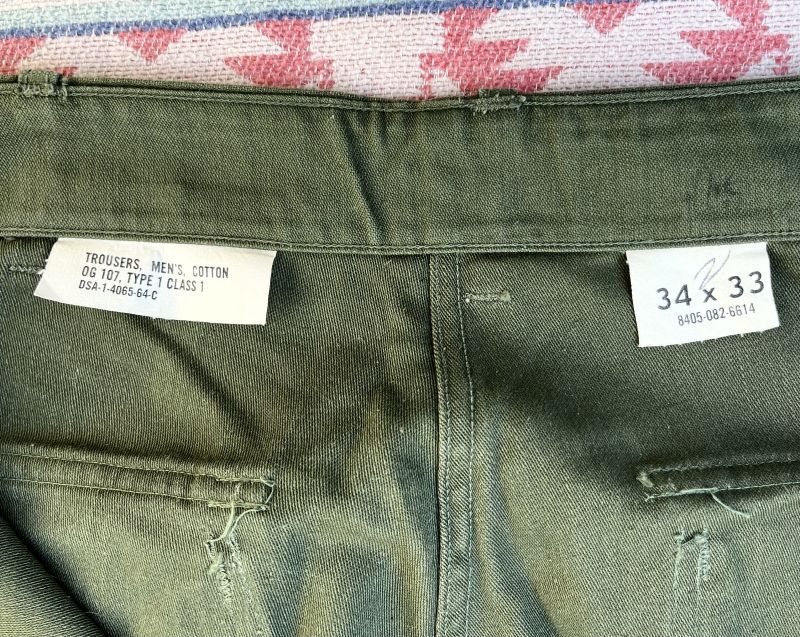 TROUSERS, MEN'S, COTTON
OG 107, TYPE 1 CLASS 1
DSA-1-4065-64-C
34 x 33
8405-082-6614